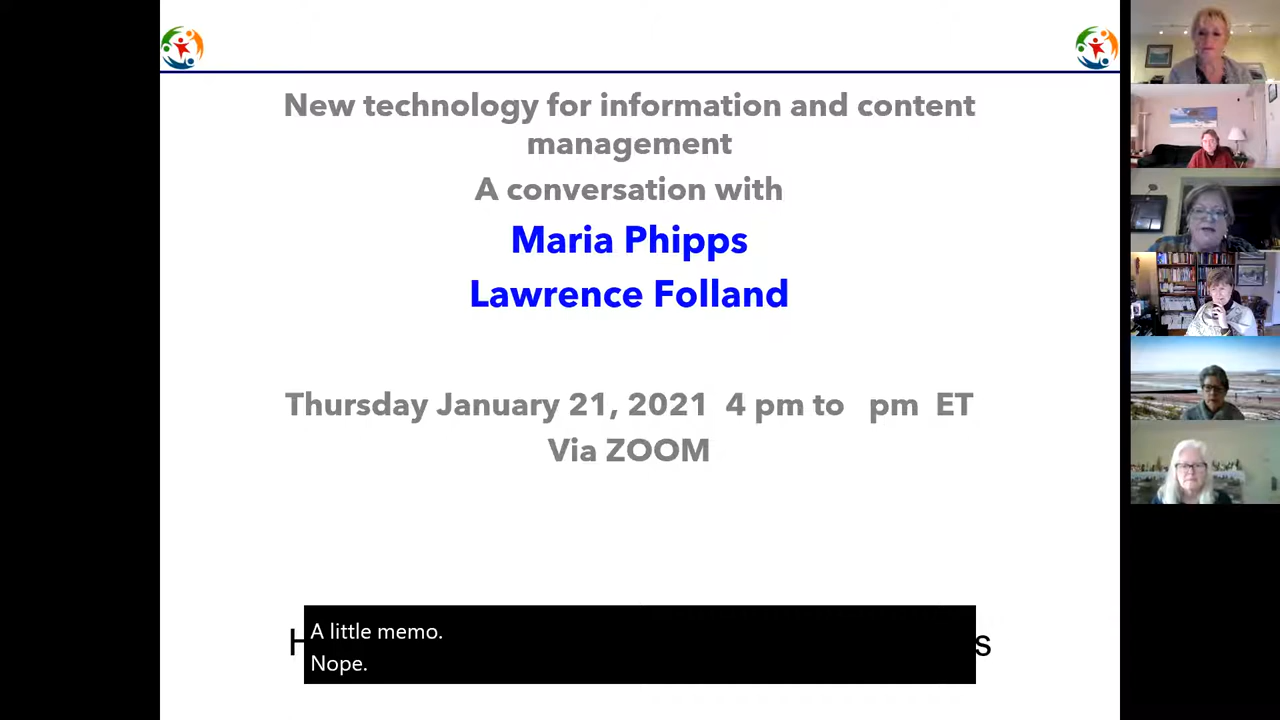 New technology for information and content
management
A conversation with
Maria Phipps
Lawrence Folland
Thursday January 21, 2021 4 pm to pm ET
Via ZOOM
A little memo.
Nope.